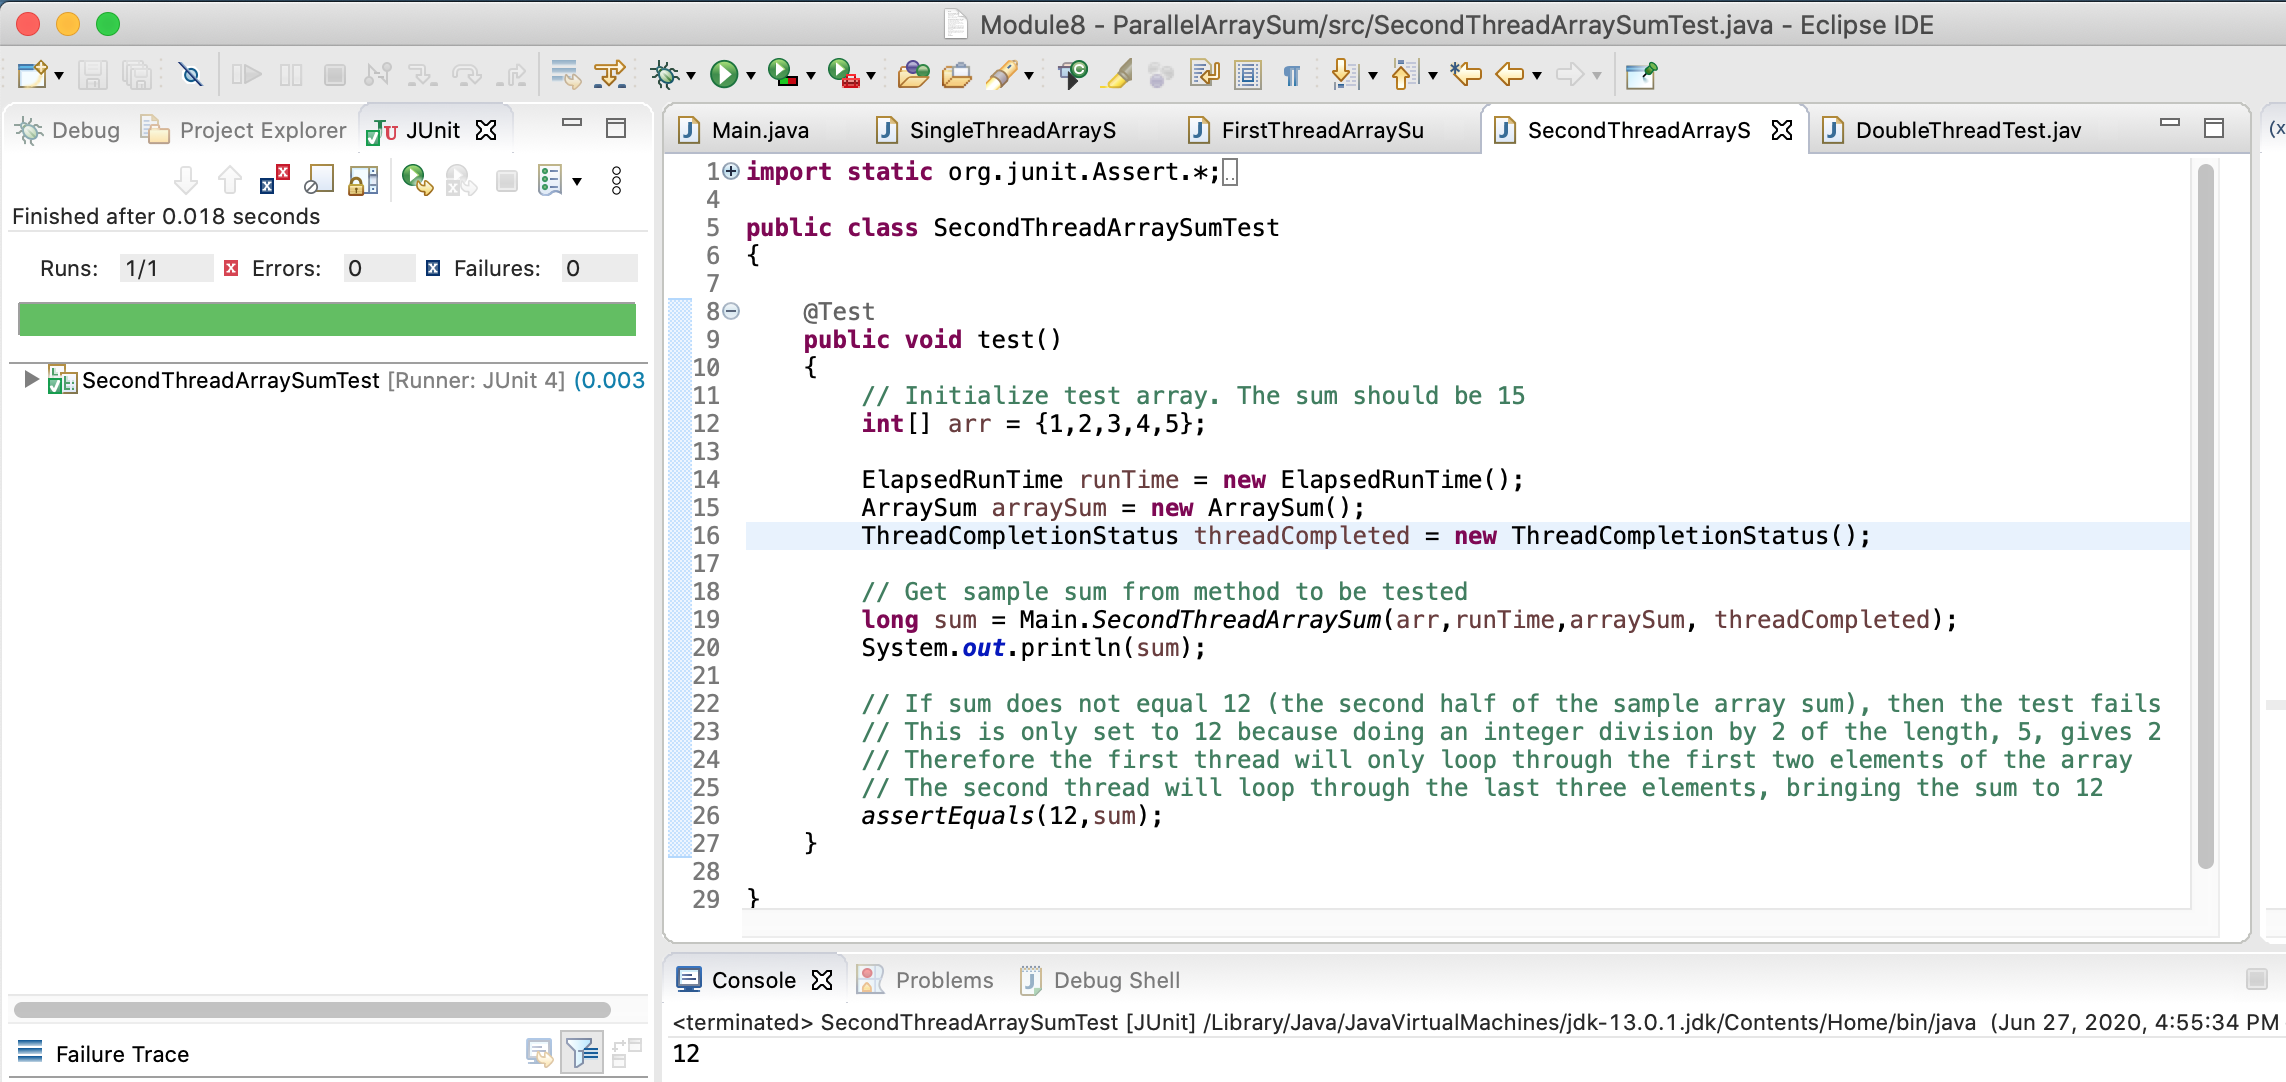 Module8 - ParallelArraySum/src/SecondThreadArraySumTest.java - Eclipse IDE
Debug Project Explorer JUnit
Finished after 0.018 seconds
Runs: 1/1 Errors: 0 Failures: 0
SecondThreadArraySumTest [Runner: JUnit 4] (0.003
Failure Trace
Main.java SingleThreadArrayS FirstThreadArraySu SecondThreadArrayS DoubleThreadTest.jav
(x
1 import static org.junit.Assert.*;
4
5 public class SecondThreadArraySumTest
6 {
7
8 @Test
9 public void test()
10 {
11 // Initialize test array. The sum should be 15
12 int[] arr = {1,2,3,4,5};
13
14 ElapsedRunTime runTime = new ElapsedRunTime();
15 ArraySum arraySum = new ArraySum();
16 ThreadCompletionStatus threadCompleted = new ThreadCompletionStatus();
17
18 // Get sample sum from method to be tested
19 long sum = Main.SecondThreadArraySum(arr,runTime,arraySum, threadCompleted);
20 System.out.println(sum);
21
22 // If sum does not equal 12 (the second half of the sample array sum), then the test fails
23 // This is only set to 12 because doing an integer division by 2 of the length, 5, gives 2
24 // Therefore the first thread will only loop through the first two elements of the array
25 // The second thread will loop through the last three elements, bringing the sum to 12
26 assertEquals(12,sum);
27 }
28
29 }
Console Problems Debug Shell
<terminated> SecondThreadArraySumTest [JUnit] /Library/Java/JavaVirtualMachines/jdk-13.0.1.jdk/Contents/Home/bin/java (Jun 27, 2020, 4:55:34 PM
12